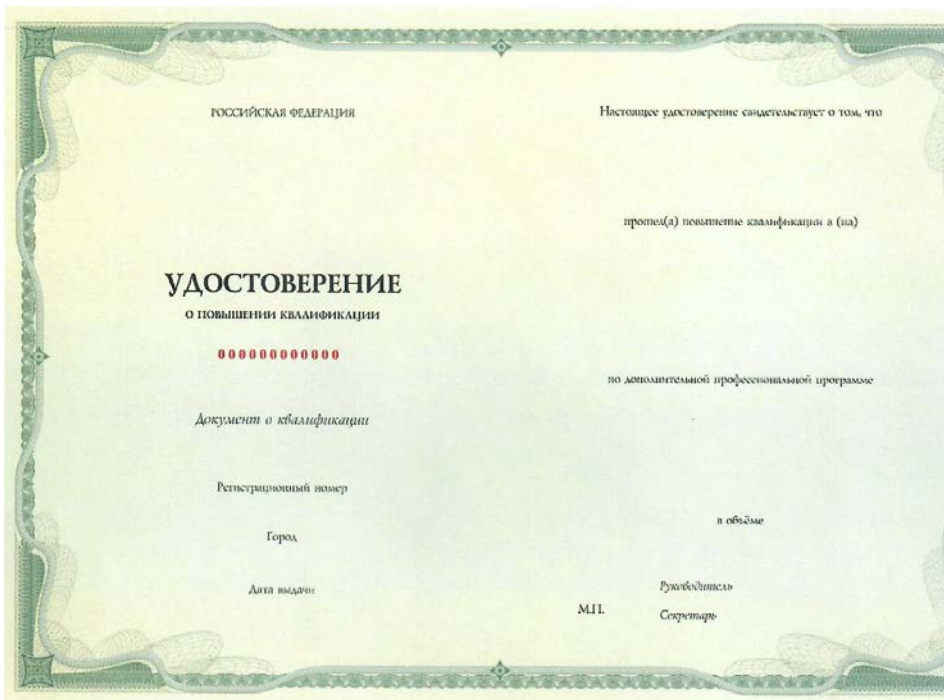 РОССИЙСКАЯ ФЕДЕРАЦИЯ
УДОСТОВЕРЕНИЕ
О ПОВЫШЕНИИ КВАЛИФИКАЦИИ
000000000000
Документ о квалификации
Регистрационный номер
Город
Дата выдачи
Настоящее удостоверение свидетельствует о том, что
прошел(а) повышение квалификации в (на)
по дополнительной профессиональной программе
в объёме
Руководитель
М.П.
Секретарь